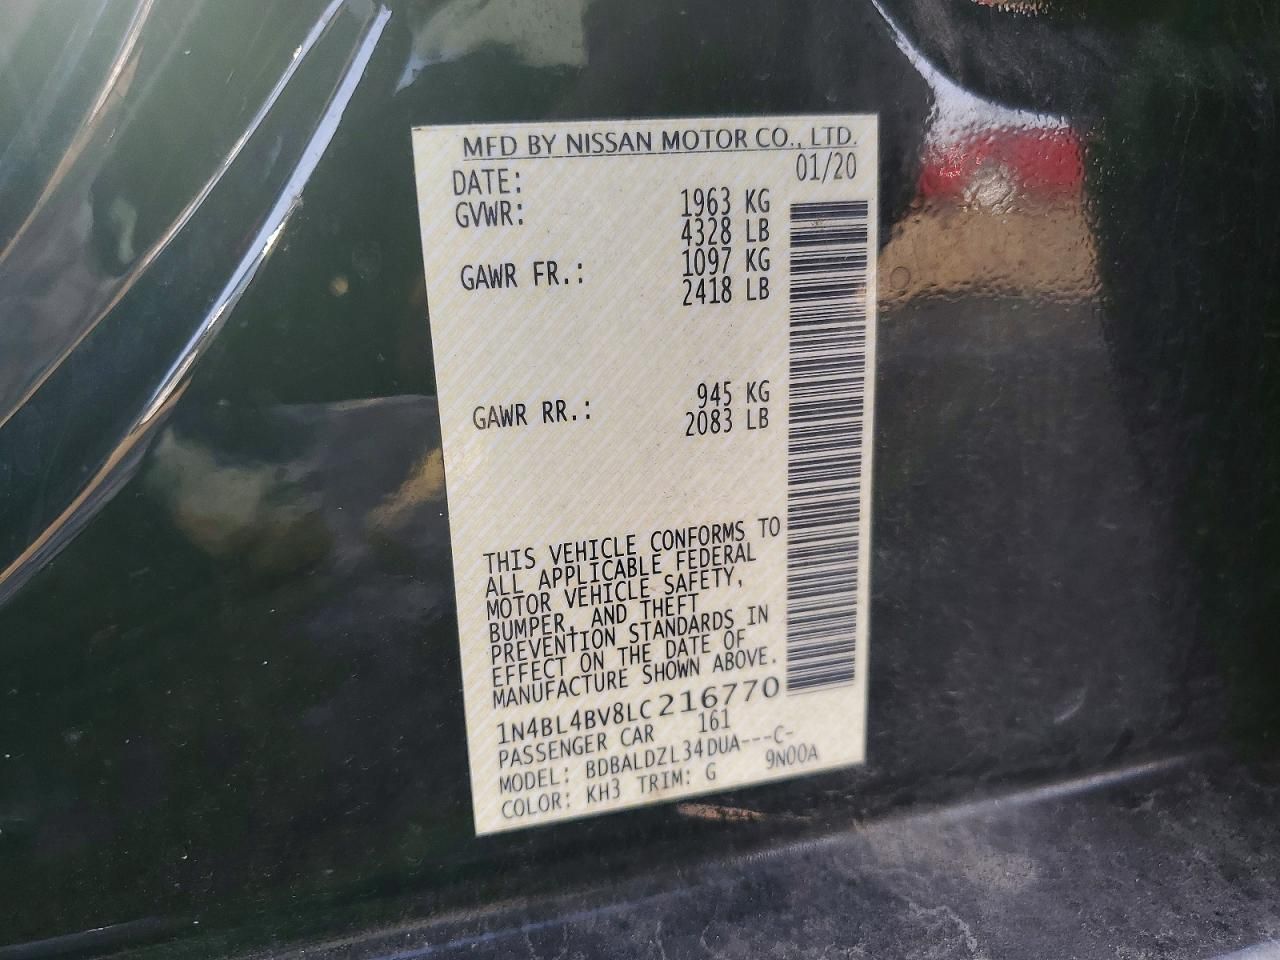 MFD BY NISSAN MOTOR CO., LTD.
DATE: 01/20
GVWR: 1963 KG
4328 LB
GAWR FR.: 1097 KG
2418 LB
GAWR RR.: 945 KG
2083 LB
THIS VEHICLE CONFORMS TO
ALL APPLICABLE FEDERAL
MOTOR VEHICLE SAFETY,
BUMPER, AND THEFT
PREVENTION STANDARDS IN
EFFECT ON THE DATE OF
MANUFACTURE SHOWN ABOVE.
1N4BL4BV8LC216770
PASSENGER CAR 161
MODEL: BDBALDZL34DUA---C-
COLOR: KH3 TRIM: G 9N00A